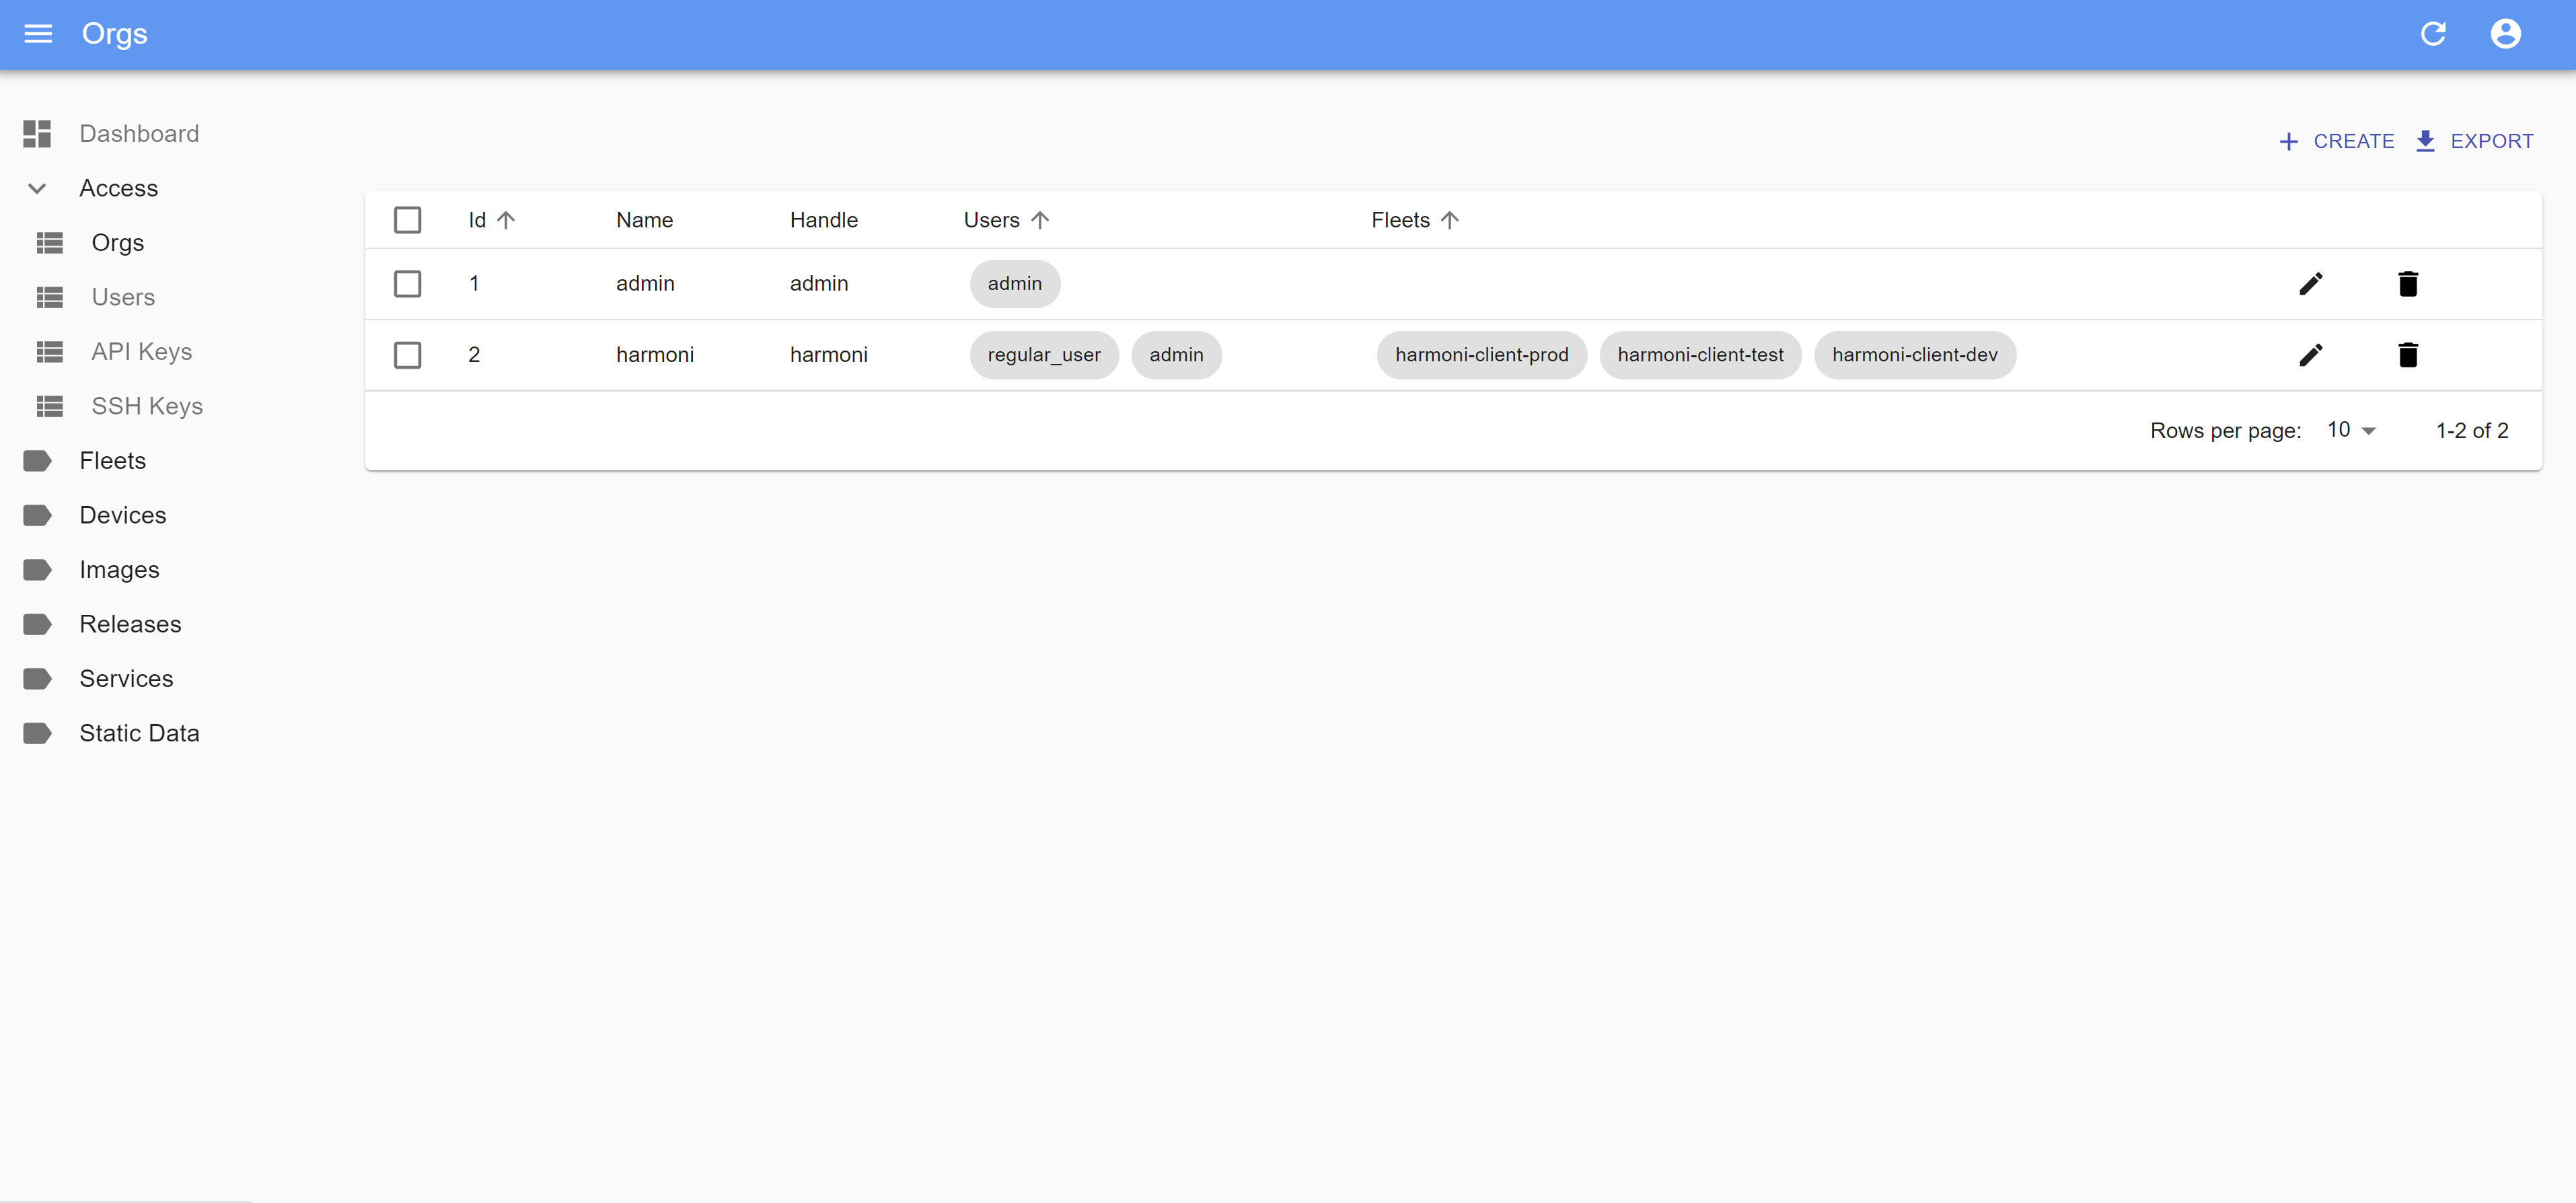 Orgs
Dashboard
Access
Orgs
Users
API Keys
SSH Keys
Fleets
Devices
Images
Releases
Services
Static Data
CREATE EXPORT
Id Name Handle Users Fleets
1 admin admin admin
2 harmoni harmoni regular_user admin harmoni-client-prod harmoni-client-test harmoni-client-dev
Rows per page: 10 1-2 of 2